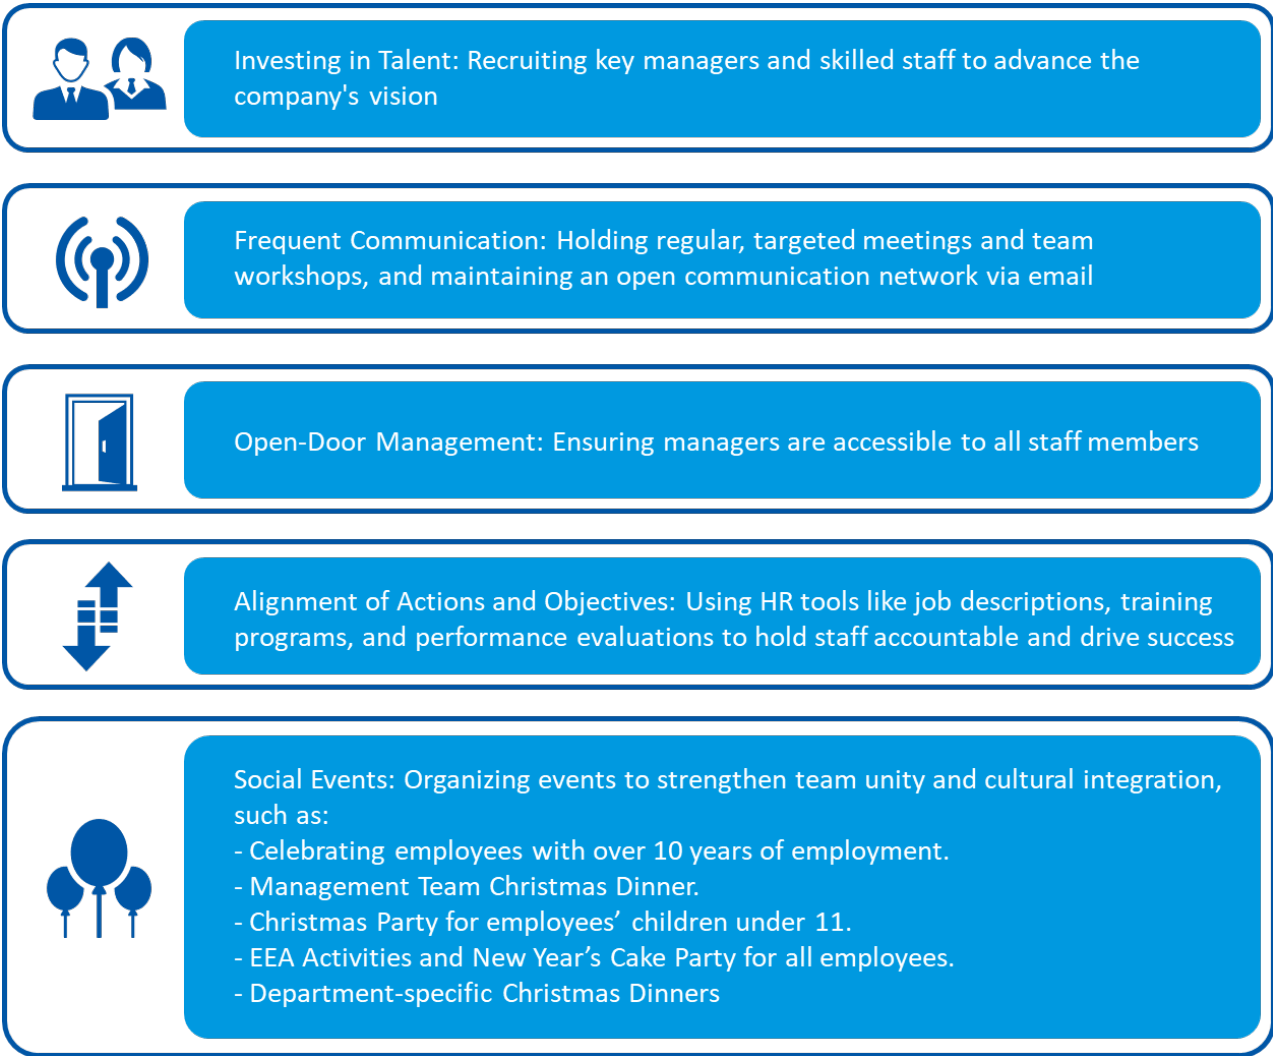 Investing in Talent: Recruiting key managers and skilled staff to advance the
company's vision
Frequent Communication: Holding regular, targeted meetings and team
workshops, and maintaining an open communication network via email
Open-Door Management: Ensuring managers are accessible to all staff members
Alignment of Actions and Objectives: Using HR tools like job descriptions, training
programs, and performance evaluations to hold staff accountable and drive success
Social Events: Organizing events to strengthen team unity and cultural integration,
such as:
- Celebrating employees with over 10 years of employment.
- Management Team Christmas Dinner.
- Christmas Party for employees’ children under 11.
- EEA Activities and New Year’s Cake Party for all employees.
- Department-specific Christmas Dinners